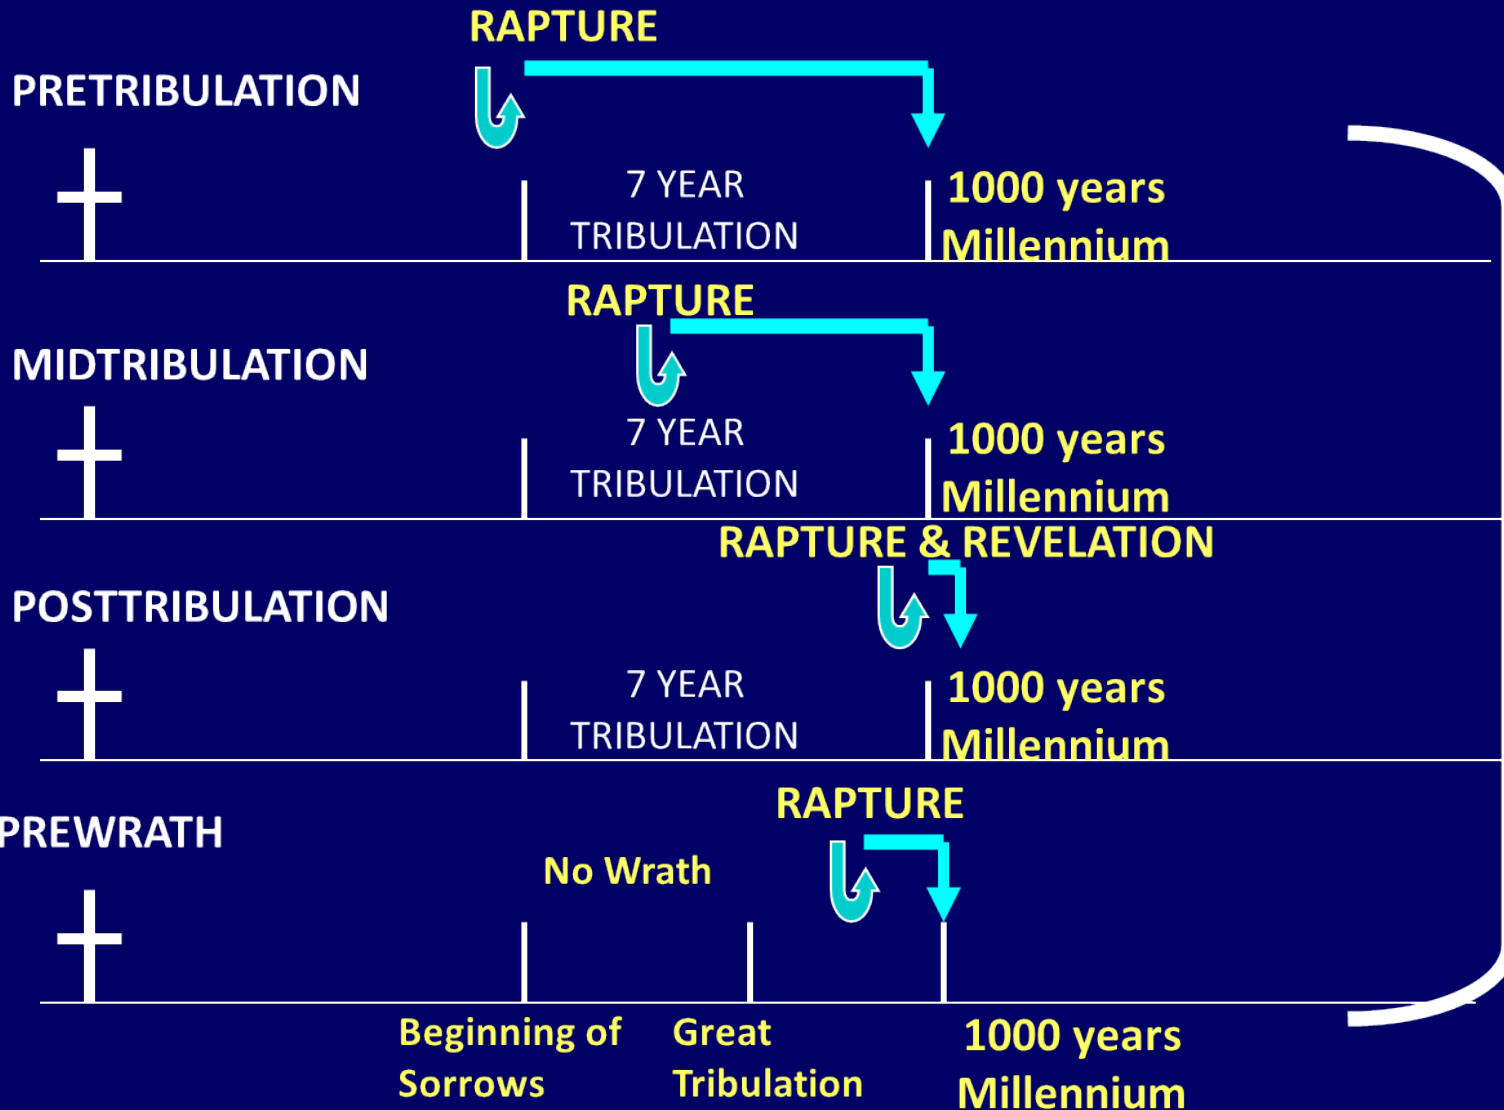 RAPTURE
PRETRIBULATION
7 YEAR
TRIBULATION
1000 years
Millennium
RAPTURE
MIDTRIBULATION
7 YEAR
TRIBULATION
1000 years
Millennium
RAPTURE & REVELATION
POSTTRIBULATION
7 YEAR
TRIBULATION
1000 years
Millennium
RAPTURE
PREWRATH
No Wrath
Beginning of
Sorrows
Great
Tribulation
1000 years
Millennium